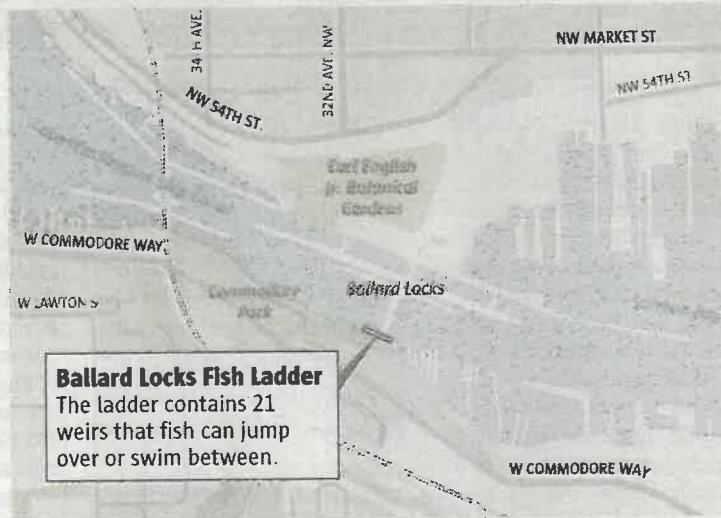 34TH AVE.
32ND AVE. NW
NW MARKET ST
NW 54TH ST.
NW 54TH ST
Carl English
Jr. Botanical
Gardens
W COMMODORE WAY
W LAWTON S
Commodore
Park
Ballard Locks
Ballard Locks Fish Ladder
The ladder contains 21
weirs that fish can jump
over or swim between.
W COMMODORE WAY